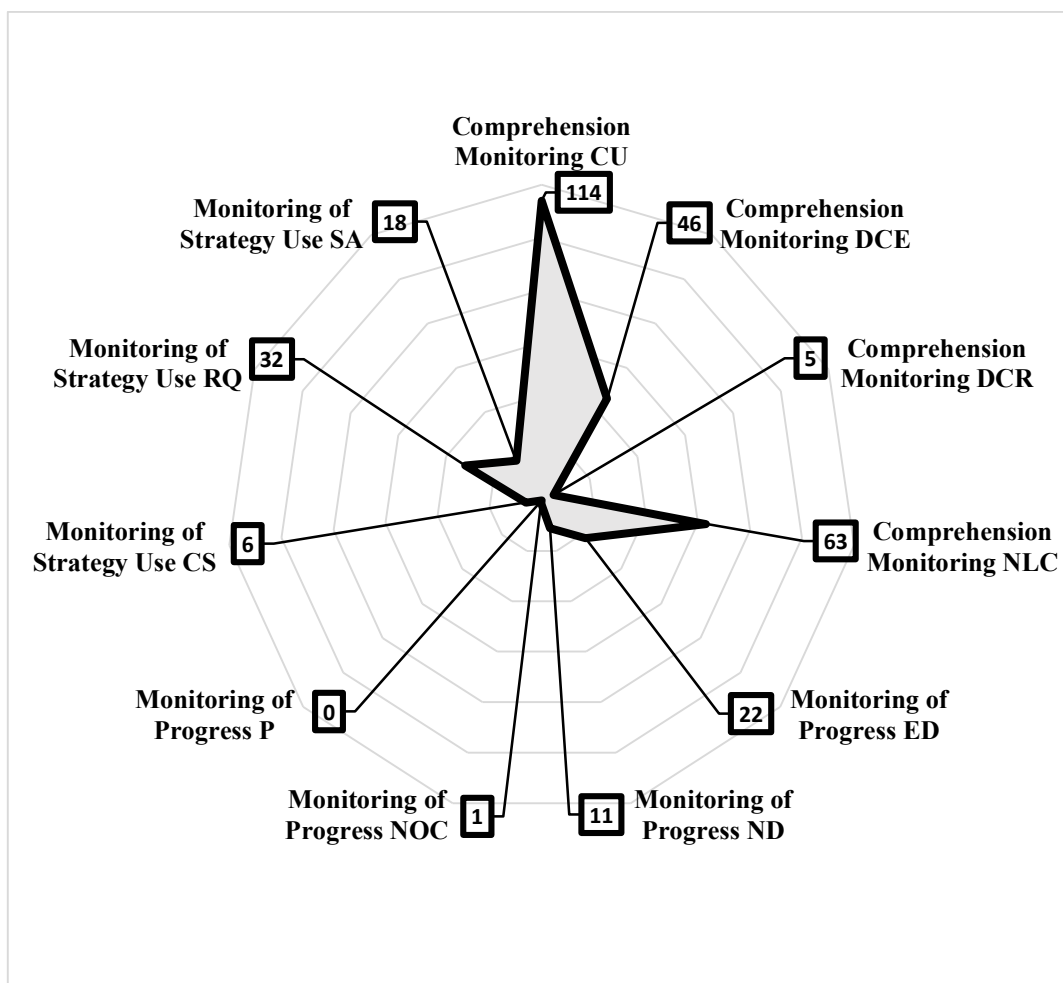 Comprehension
Monitoring CU
114
Comprehension
Monitoring DCE
46
Comprehension
Monitoring DCR
5
Comprehension
Monitoring NLC
63
Monitoring of
Progress ED
22
Monitoring of
Progress ND
11
Monitoring of
Progress NOC
1
Monitoring of
Progress P
0
Monitoring of
Strategy Use CS
6
Monitoring of
Strategy Use RQ
32
Monitoring of
Strategy Use SA
18